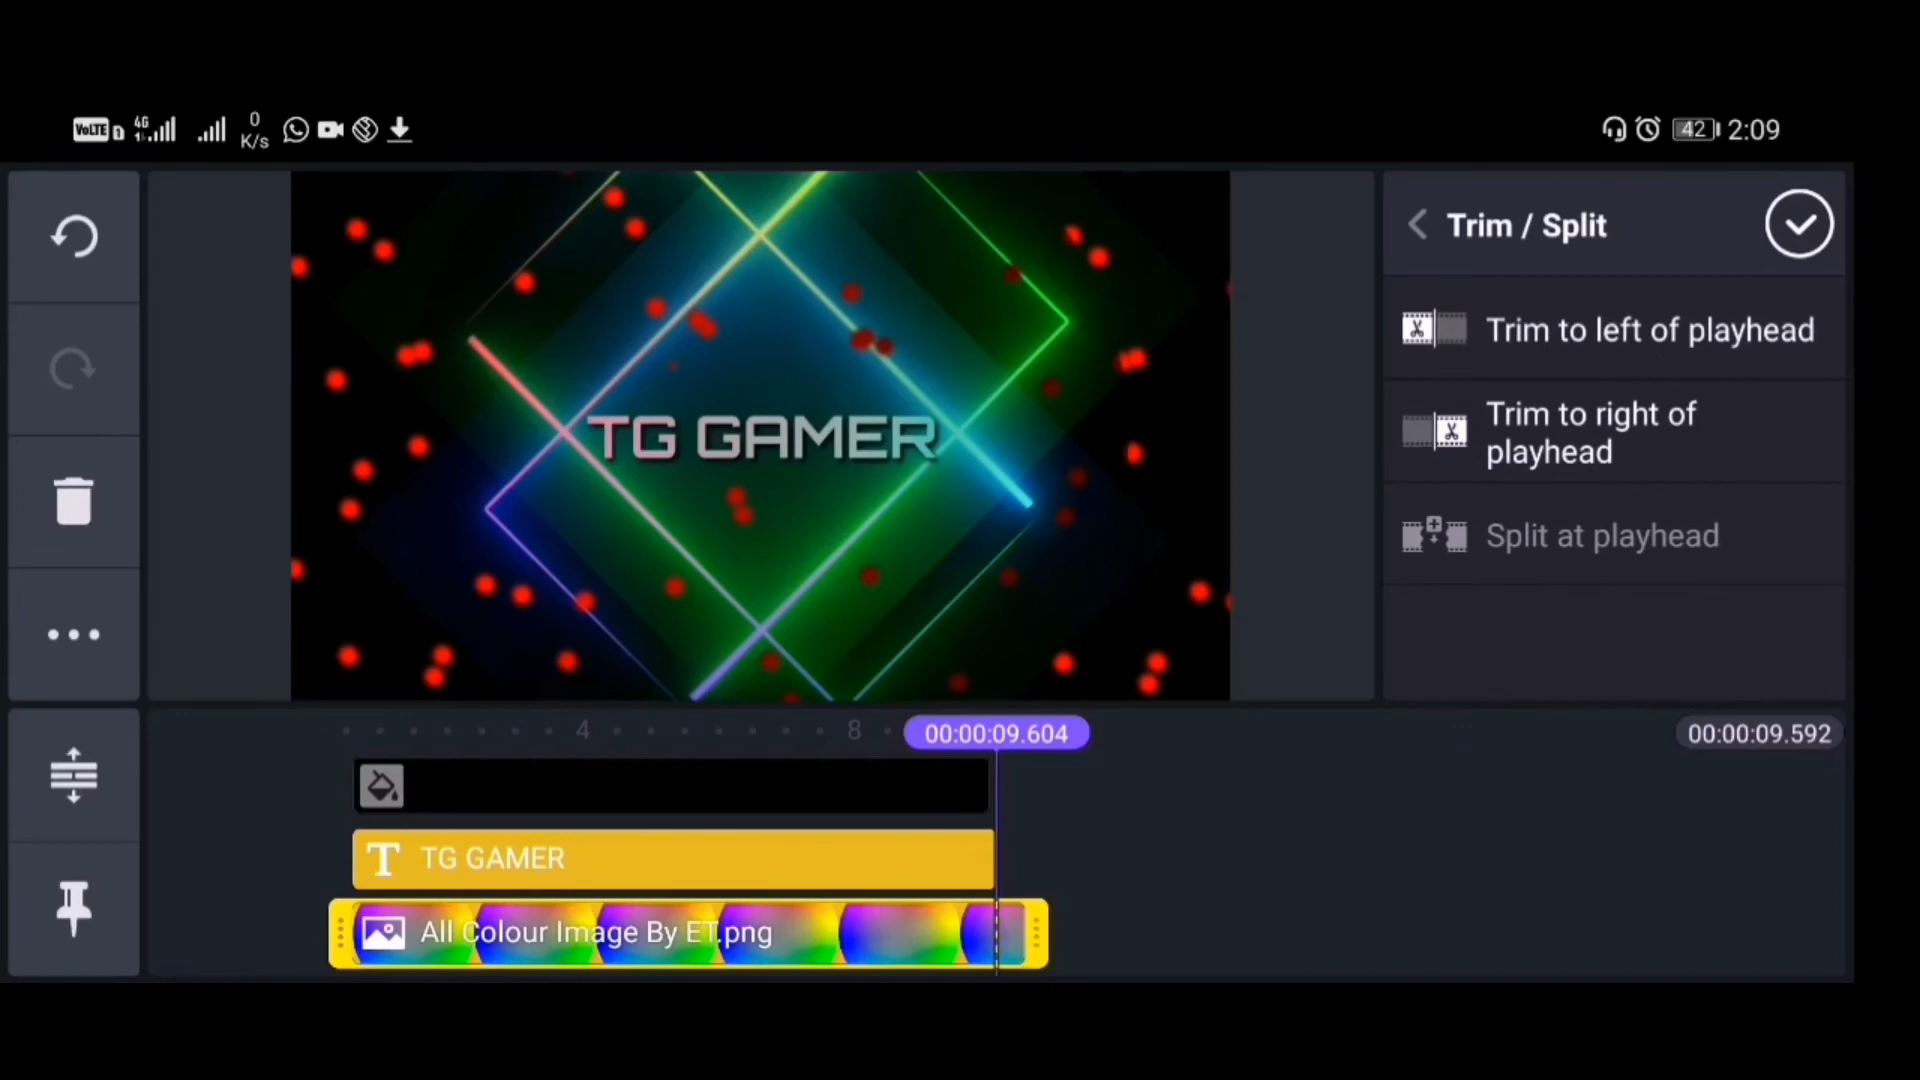 VoLTE 4G 0 K/s 42 2:09
Trim / Split
Trim to left of playhead
Trim to right of
playhead
Split at playhead
TG GAMER
4 8 00:00:09.604 00:00:09.592
T TG GAMER
All Colour Image By ET.png